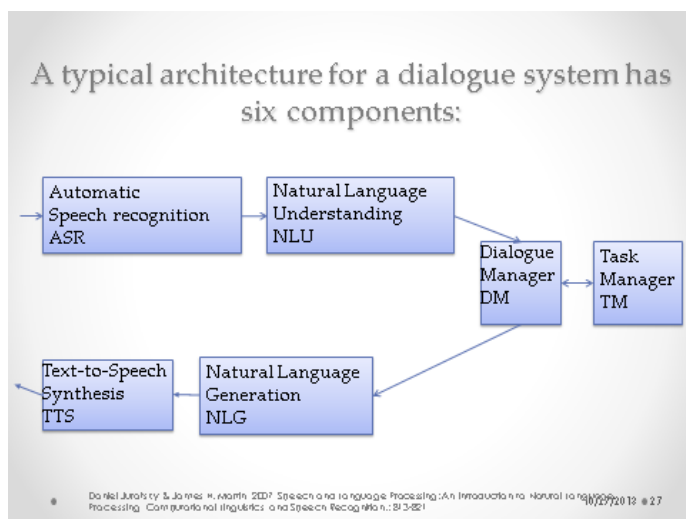 A typical architecture for a dialogue system has
six components:
Automatic
Speech recognition
ASR
Natural Language
Understanding
NLU
Dialogue
Manager
DM
Task
Manager
TM
Text-to-Speech
Synthesis
TTS
Natural Language
Generation
NLG
Daniel Jurafsky & James H. Martin 2007 Speech and Language Processing: An Introduction to Natural Language
Processing, Computational Linguistics and Speech Recognition.: 813-821
27